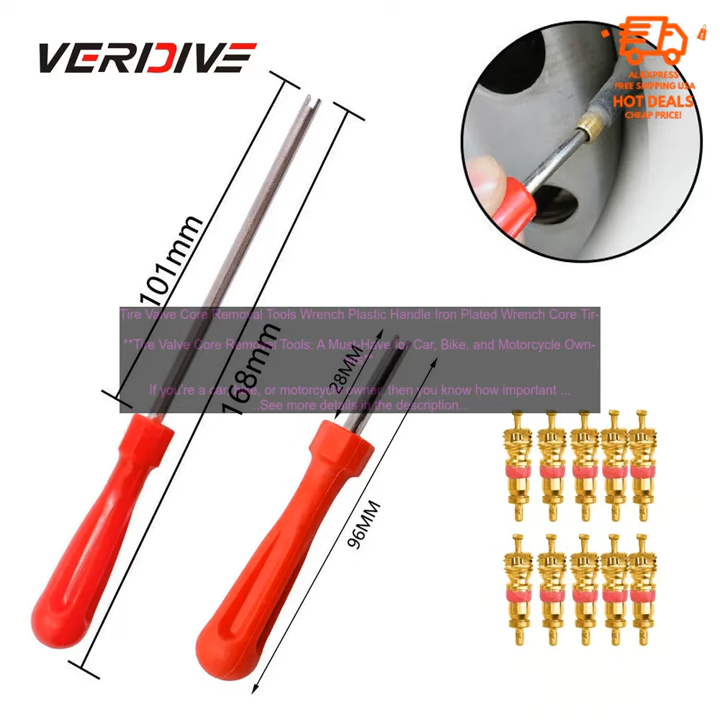 VERIDIVE
ALIEXPRESS
FREE SHIPPING USA
HOT DEALS
CHEAP PRICE!
101mm
168mm
Tire Valve Core Removal Tools Wrench Plastic Handle Iron Plated Wrench Core Tir-
**Tire Valve Core Removal Tools: A Must-Have for Car, Bike, and Motorcycle Own-
If you're a car, bike, or motorcycle owner, then you know how important ...
...See more details in the description...
28MM
96MM